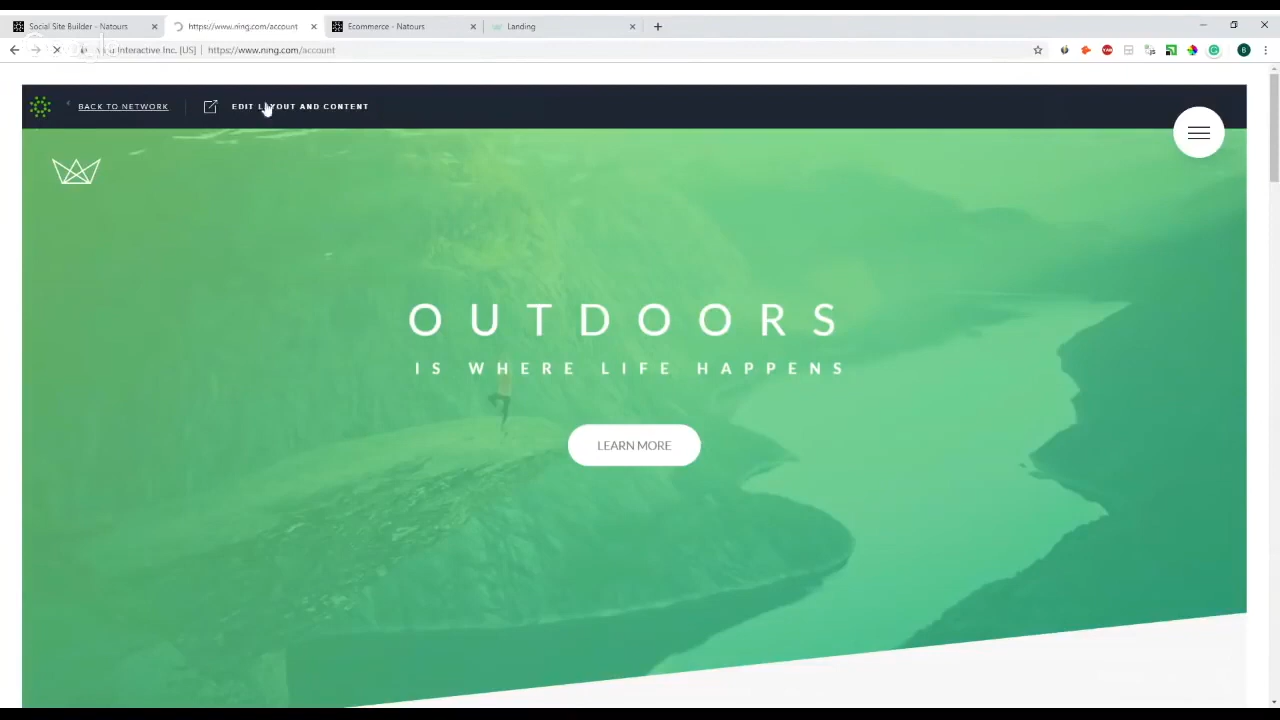 Social Site Builder - Natours
https://www.ning.com/account
Ecommerce - Natours
Landing
Interactive Inc. [US]
https://www.ning.com/account
B
BACK TO NETWORK
EDIT LAYOUT AND CONTENT
OUTDOORS
IS WHERE LIFE HAPPENS
LEARN MORE